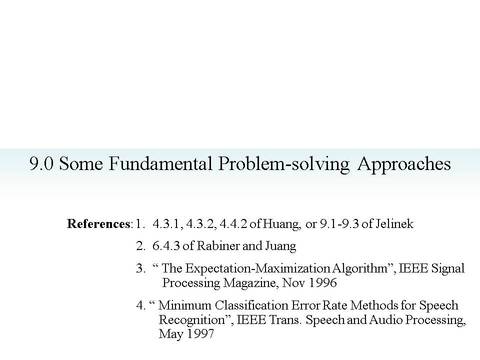 9.0 Some Fundamental Problem-solving Approaches
References: 1. 4.3.1, 4.3.2, 4.4.2 of Huang, or 9.1-9.3 of Jelinek
2. 6.4.3 of Rabiner and Juang
3. “ The Expectation-Maximization Algorithm”, IEEE Signal
Processing Magazine, Nov 1996
4. “ Minimum Classification Error Rate Methods for Speech
Recognition”, IEEE Trans. Speech and Audio Processing,
May 1997